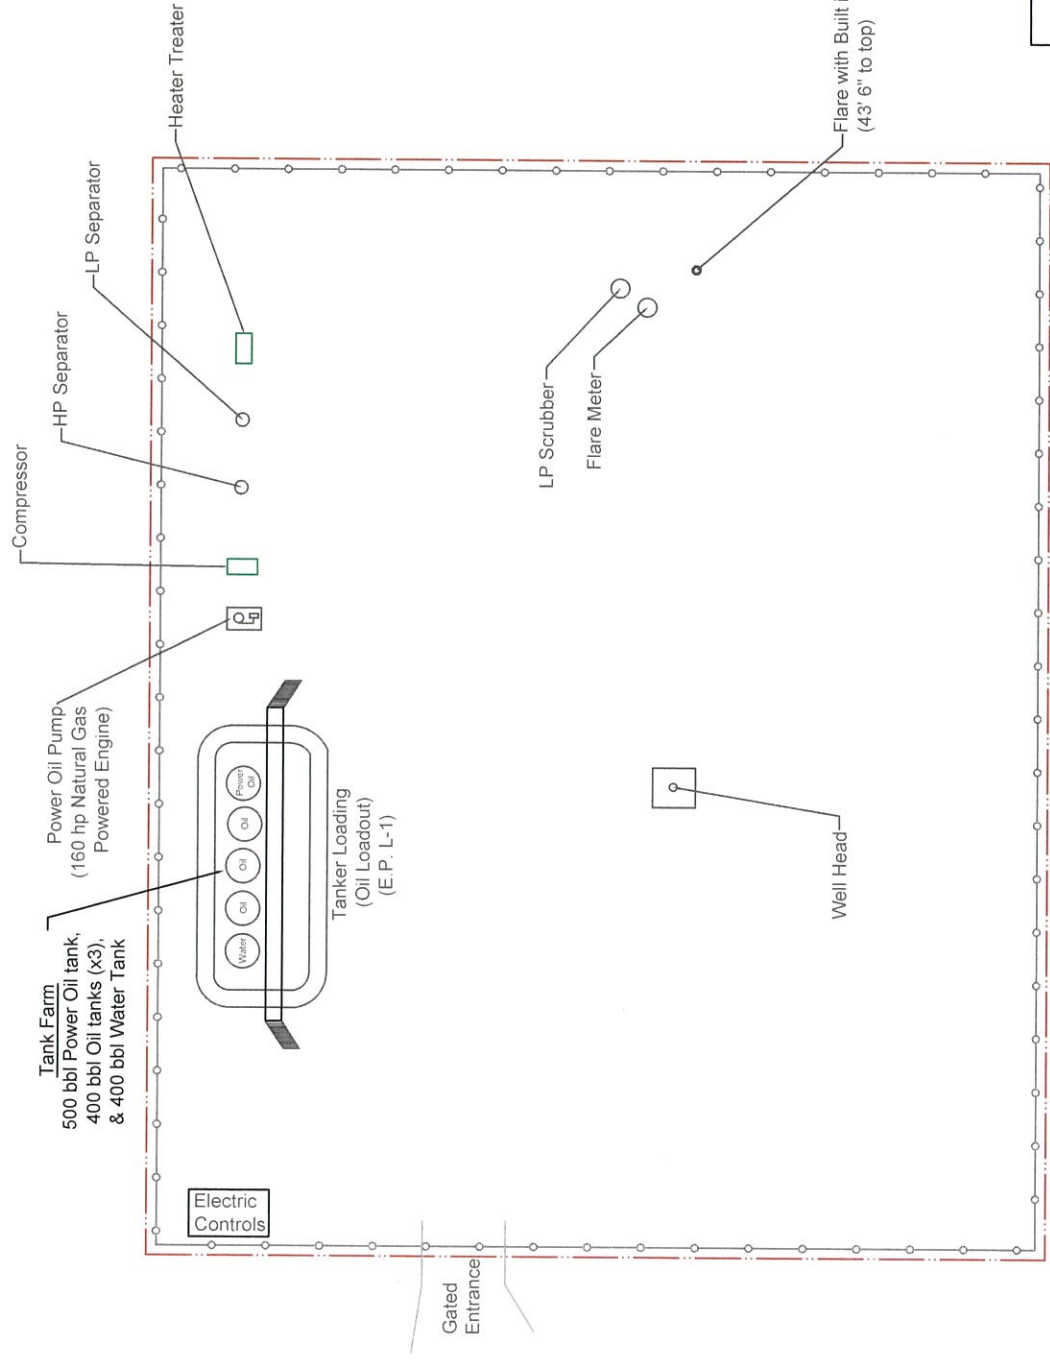 Compressor
HP Separator
LP Separator
Heater Treater
Power Oil Pump
(160 hp Natural Gas
Powered Engine)
Tank Farm
500 bbl Power Oil tank,
400 bbl Oil tanks (x3),
& 400 bbl Water Tank
Water
Oil
Oil
Oil
Power
Oil
Tanker Loading
(Oil Loadout)
(E.P. L-1)
Electric
Controls
Gated
Entrance
Well Head
LP Scrubber
Flare Meter
Flare with Built
(43' 6" to top)